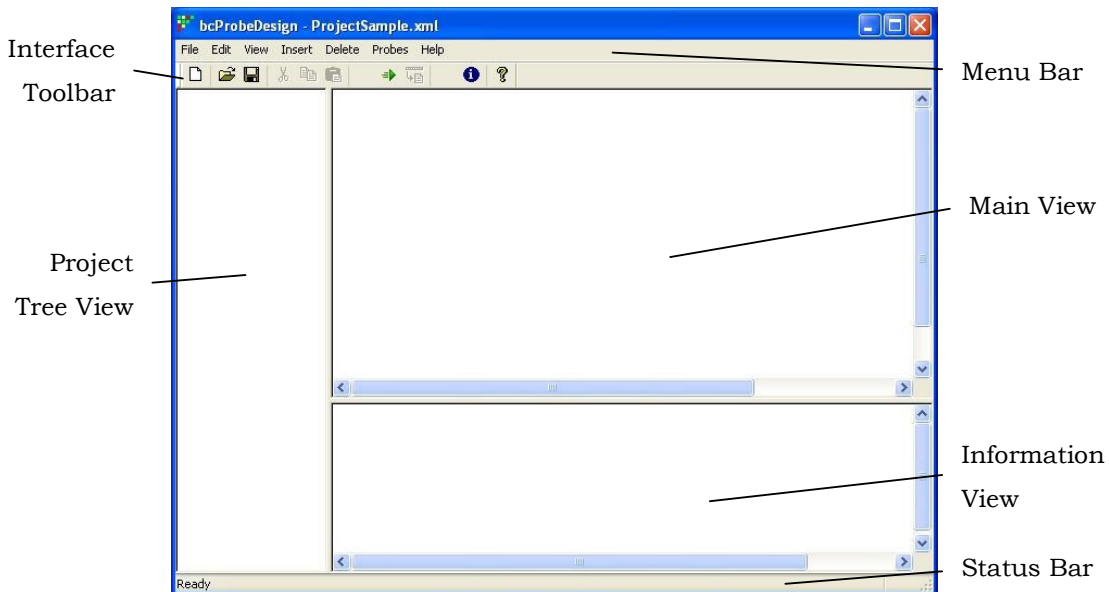 bcProbeDesign - ProjectSample.xml
File Edit View Insert Delete Probes Help
Interface
Toolbar
Menu Bar
Main View
Project
Tree View
Information
View
Status Bar
Ready